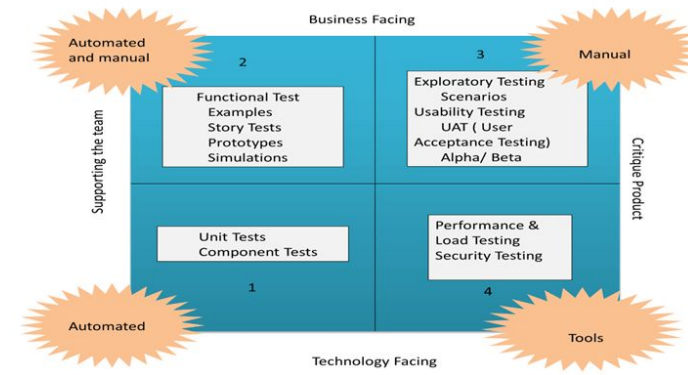 Business Facing
Automated
and manual
2
3
Manual
Functional Test
Examples
Story Tests
Prototypes
Simulations
Exploratory Testing
Scenarios
Usability Testing
UAT ( User
Acceptance Testing)
Alpha/ Beta
Supporting the team
Critique Product
Unit Tests
Component Tests
Performance &
Load Testing
Security Testing
1
4
Automated
Tools
Technology Facing